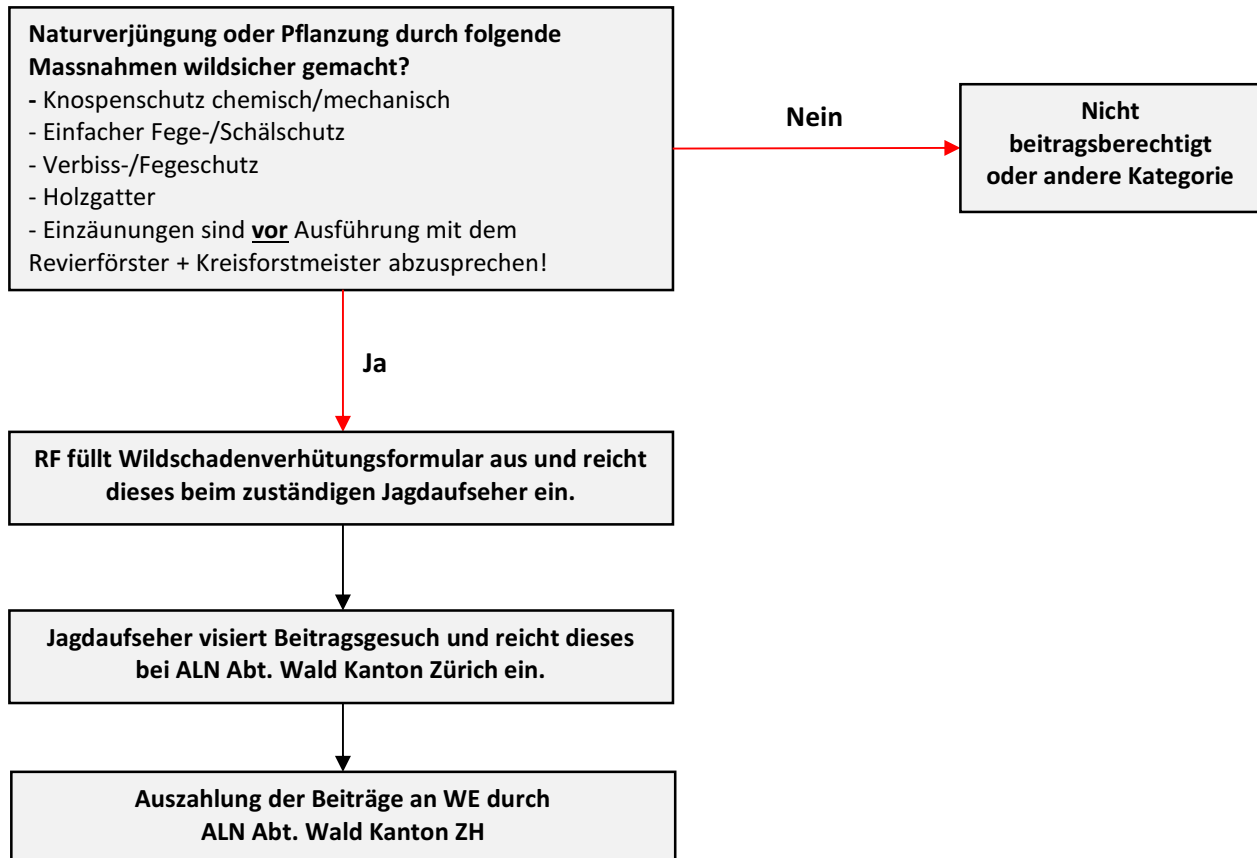 Naturverjüngung oder Pflanzung durch folgende
Massnahmen wildsicher gemacht?
- Knospenschutz chemisch/mechanisch
- Einfacher Fege-/Schälschutz
- Verbiss-/Fegeschutz
- Holzgatter
- Einzäunungen sind vor Ausführung mit dem
Revierförster + Kreisforstmeister abzusprechen!
Nein
Nicht
beitragsberechtigt
oder andere Kategorie
Ja
RF füllt Wildschadenverhütungsformular aus und reicht
dieses beim zuständigen Jagdaufseher ein.
Jagdaufseher visiert Beitragsgesuch und reicht dieses
bei ALN Abt. Wald Kanton Zürich ein.
Auszahlung der Beiträge an WE durch
ALN Abt. Wald Kanton ZH